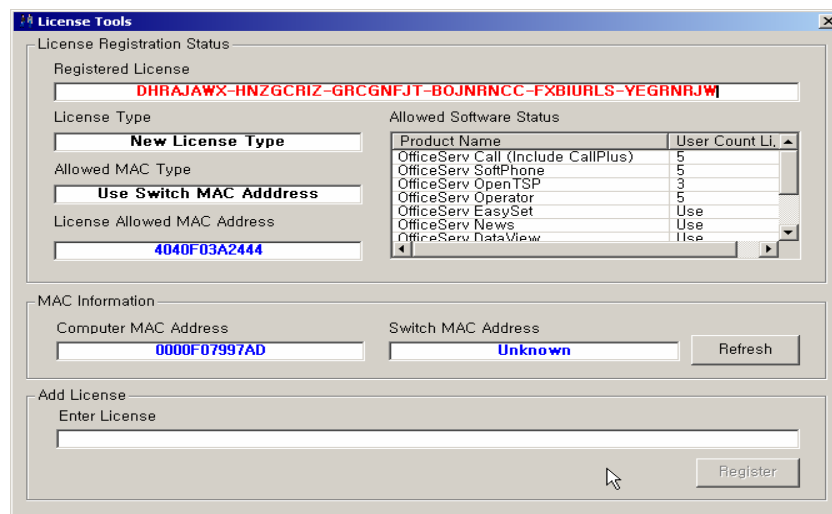 License Tools
License Registration Status
Registered License
DHRAJAWX-HNZGCRIZ-GRCGNFJT-BOJNRNCC-FXBIURLS-YEGRNRJW
License Type
New License Type
Allowed MAC Type
Use Switch MAC Adddress
License Allowed MAC Address
4040F03A2444
Allowed Software Status
Product Name User Count Li.
OfficeServ Call (Include CallPlus) 5
OfficeServ SoftPhone 5
OfficeServ OpenTSP 3
OfficeServ Operator 5
OfficeServ EasySet Use
OfficeServ News Use
OfficeServ DataView Use
MAC Information
Computer MAC Address
0000F07997AD
Switch MAC Address
Unknown
Refresh
Add License
Enter License
Register